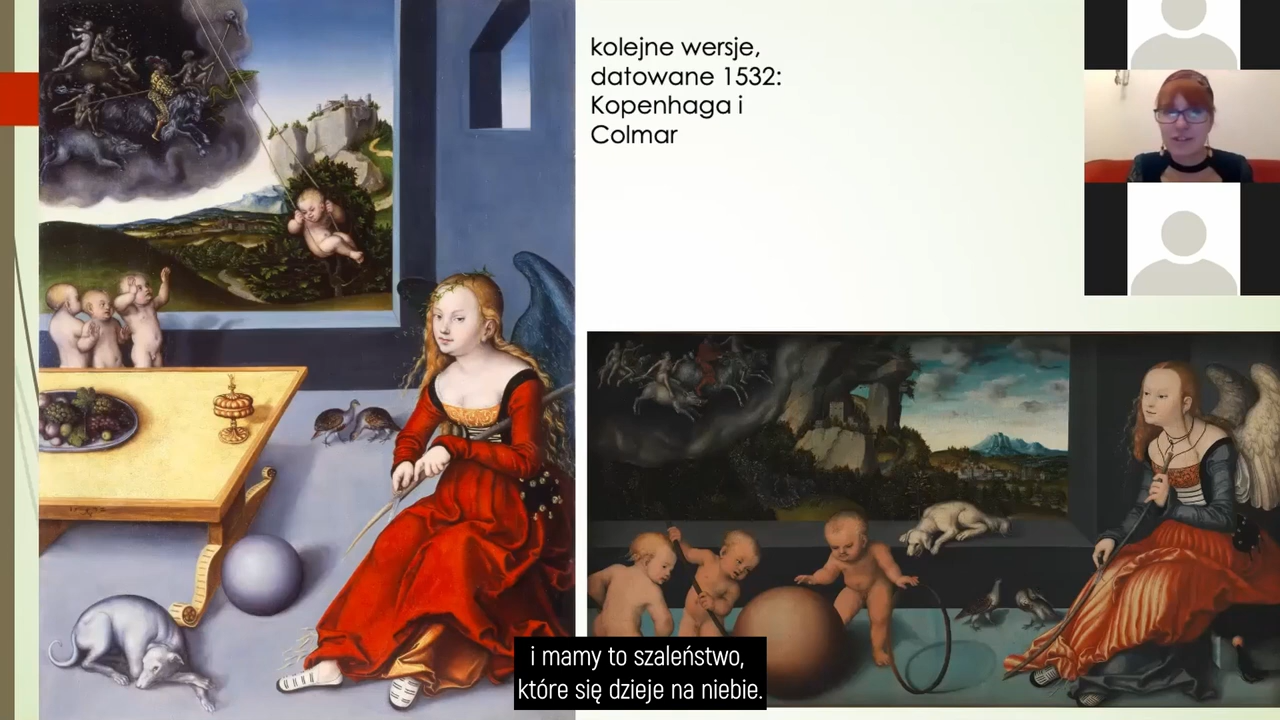 kolejne wersje,
datowane 1532:
Kopenhaga i
Colmar
i mamy to szaleństwo,
które się dzieje na niebie.